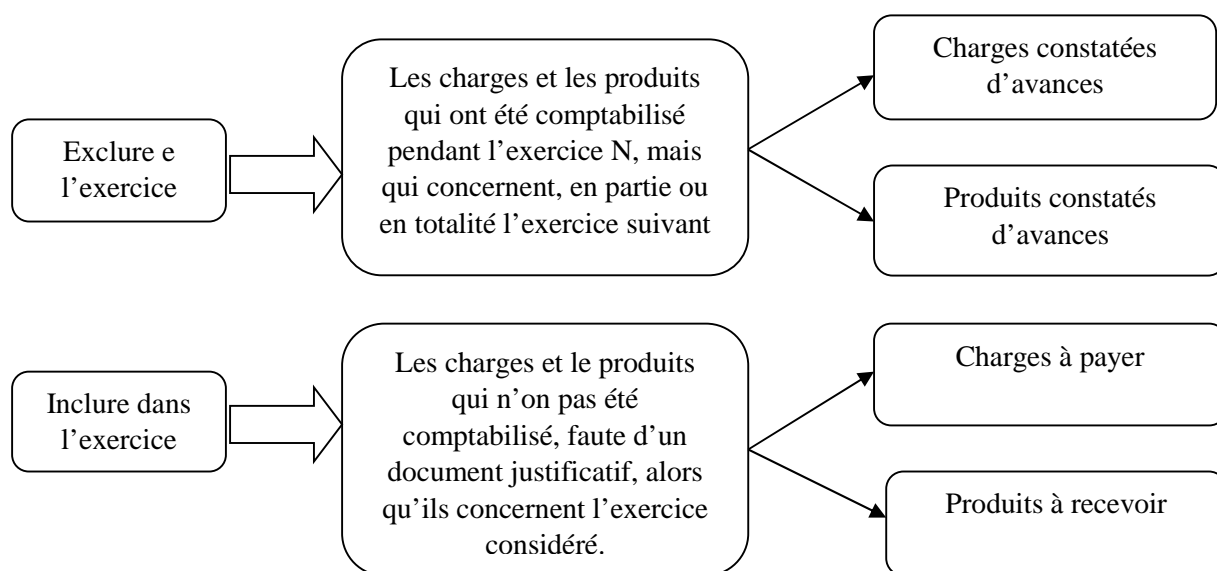 Exclure e
l’exercice
Les charges et les produits
qui ont été comptabilisé
pendant l’exercice N, mais
qui concernent, en partie ou
en totalité l’exercice suivant
Charges constatées
d’avances
Produits constatés
d’avances
Inclure dans
l’exercice
Les charges et le produits
qui n’on pas été
comptabilisé, faute d’un
document justificatif, alors
qu’ils concernent l’exercice
considéré.
Charges à payer
Produits à recevoir